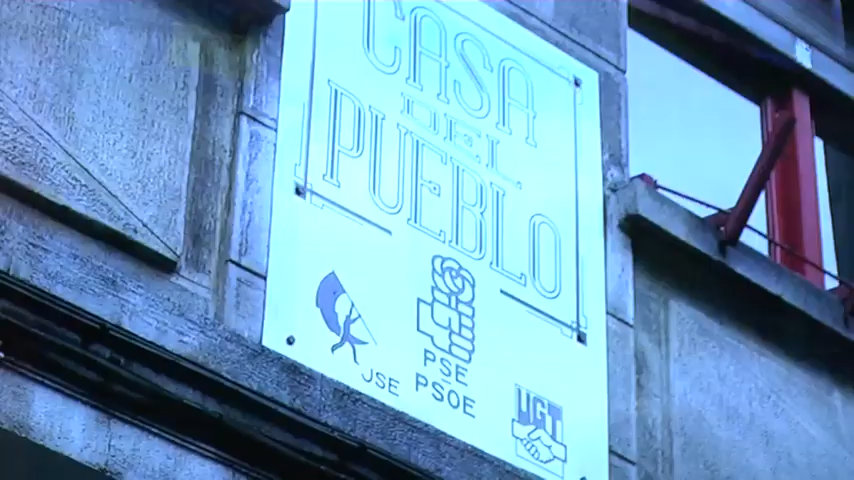 CASA
DEL
PUEBLO
JSE
PSE
PSOE
UGT